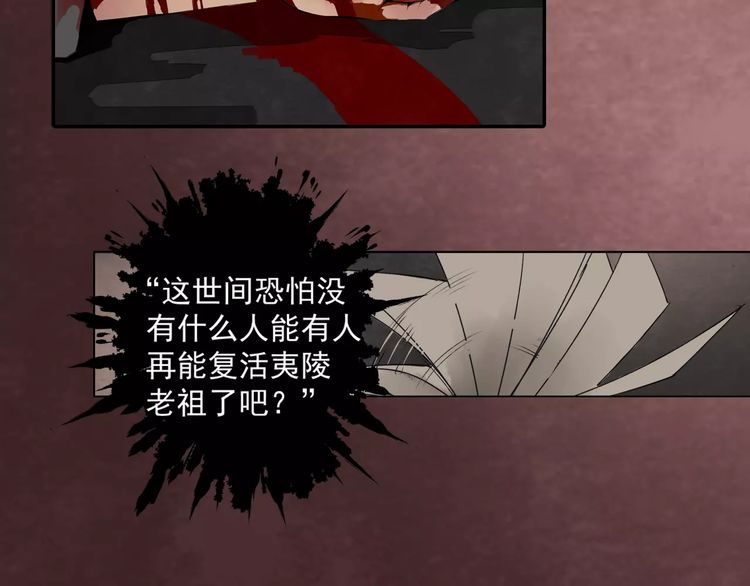 “这世间恐怕没
有什么人能有人
再能复活夷陵
老祖了吧？”